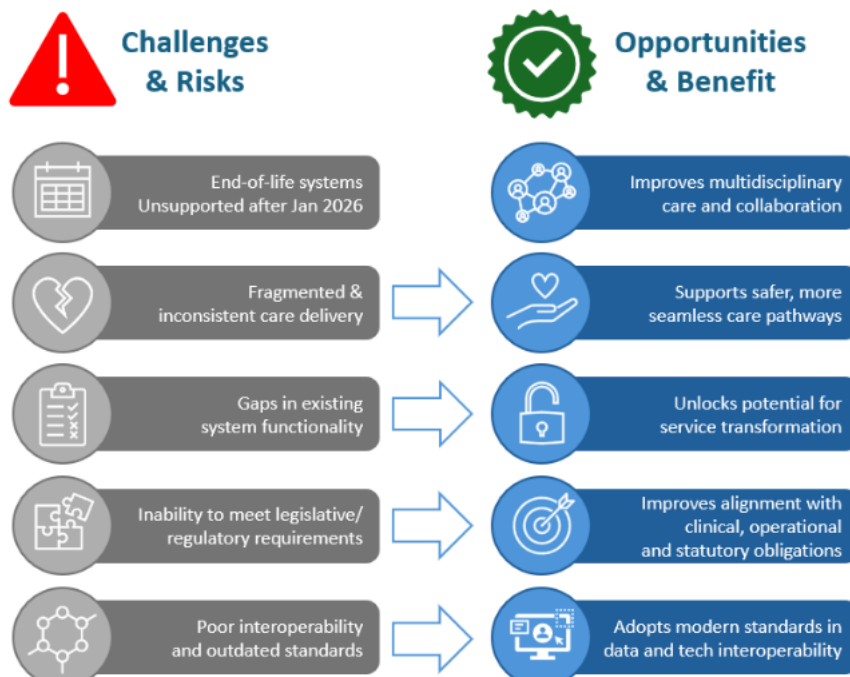 Challenges
& Risks
Opportunities
& Benefit
End-of-life systems
Unsupported after Jan 2026
Improves multidisciplinary
care and collaboration
Fragmented &
inconsistent care delivery
Supports safer, more
seamless care pathways
Gaps in existing
system functionality
Unlocks potential for
service transformation
Inability to meet legislative/
regulatory requirements
Improves alignment with
clinical, operational
and statutory obligations
Poor interoperability
and outdated standards
Adopts modern standards in
data and tech interoperability